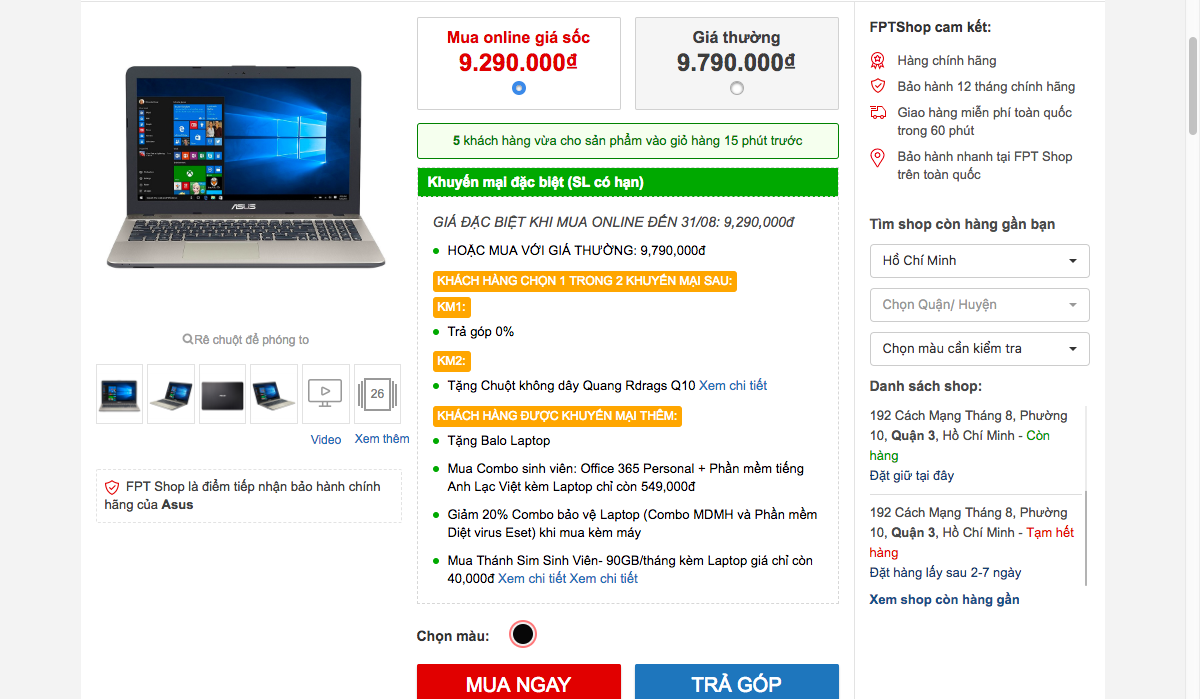 ASUS
Rê chuột để phóng to
26
Video
Xem thêm
FPT Shop là điểm tiếp nhận bảo hành chính
hãng của Asus
Mua online giá sốc
9.290.000₫
Giá thường
9.790.000₫
5 khách hàng vừa cho sản phẩm vào giỏ hàng 15 phút trước
Khuyến mại đặc biệt (SL có hạn)
GIÁ ĐẶC BIỆT KHI MUA ONLINE ĐẾN 31/08: 9,290,000đ
HOẶC MUA VỚI GIÁ THƯỜNG: 9,790,000đ
KHÁCH HÀNG CHỌN 1 TRONG 2 KHUYẾN MẠI SAU:
KM1:
Trả góp 0%
KM2:
Tặng Chuột không dây Quang Rdrags Q10 Xem chi tiết
KHÁCH HÀNG ĐƯỢC KHUYẾN MẠI THÊM:
Tặng Balo Laptop
Mua Combo sinh viên: Office 365 Personal + Phần mềm tiếng
Anh Lạc Việt kèm Laptop chỉ còn 549,000đ
Giảm 20% Combo bảo vệ Laptop (Combo MDMH và Phần mềm
Diệt virus Eset) khi mua kèm máy
Mua Thánh Sim Sinh Viên- 90GB/tháng kèm Laptop giá chỉ còn
40,000đ Xem chi tiết Xem chi tiết
Chọn màu:
MUA NGAY
TRẢ GÓP
FPTShop cam kết:
Hàng chính hãng
Bảo hành 12 tháng chính hãng
Giao hàng miễn phí toàn quốc
trong 60 phút
Bảo hành nhanh tại FPT Shop
trên toàn quốc
Tìm shop còn hàng gần bạn
Hồ Chí Minh
Chọn Quận/ Huyện
Chọn màu cần kiểm tra
Danh sách shop:
192 Cách Mạng Tháng 8, Phường
10, Quận 3, Hồ Chí Minh - Còn
hàng
Đặt giữ tại đây
192 Cách Mạng Tháng 8, Phường
10, Quận 3, Hồ Chí Minh - Tạm hết
hàng
Đặt hàng lấy sau 2-7 ngày
Xem shop còn hàng gần